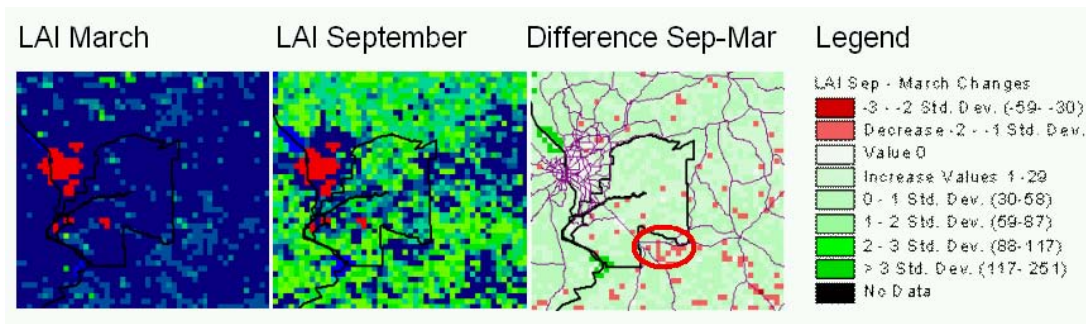 LAI March
LAI September
Difference Sep-Mar
Legend
LAI Sep - March Changes
-3 - -2 Std. Dev. (-59- -30)
Decrease -2 - -1 Std. Dev.
Value 0
Increase Values 1 -29
0 - 1 Std. Dev. (30-58)
1 - 2 Std. Dev. (59-87)
2 - 3 Std. Dev. (88-117)
> 3 Std. Dev. (117- 251)
No Data